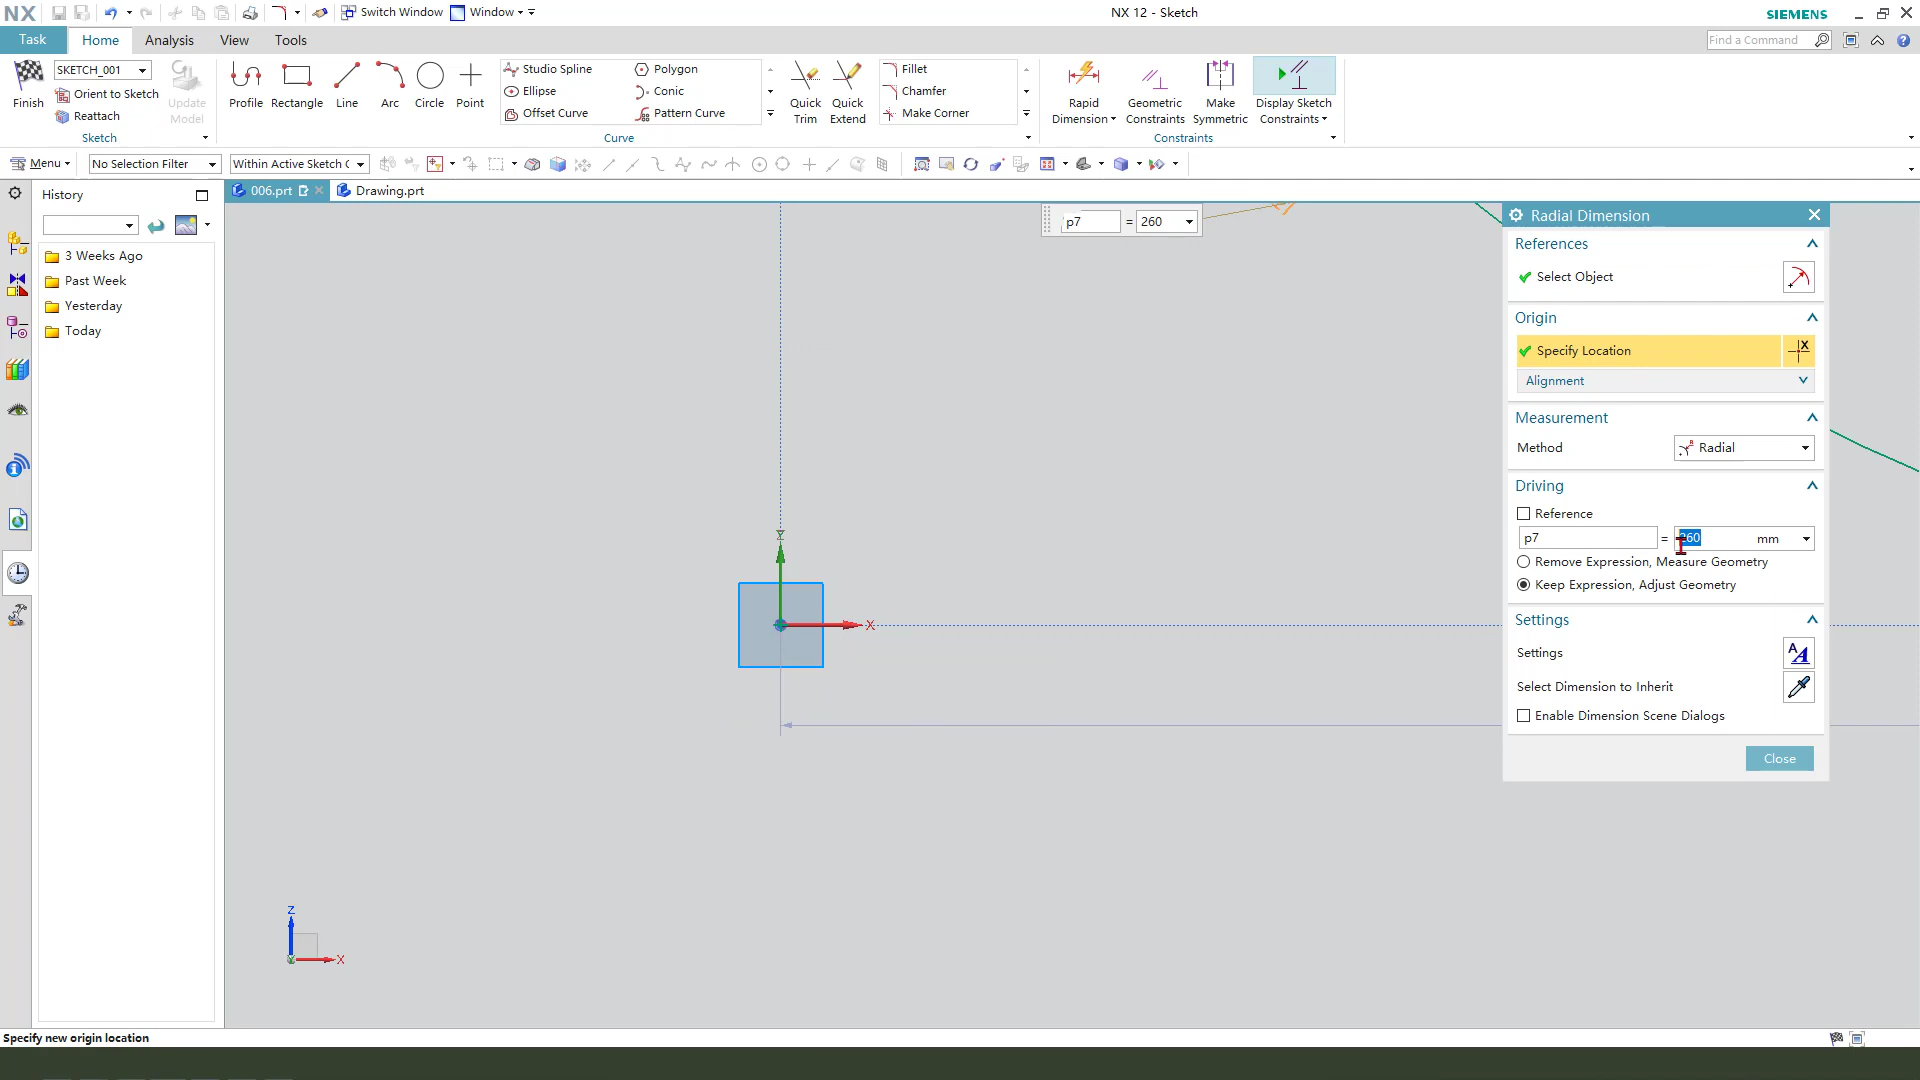 NX
Switch Window
Window
NX 12 - Sketch
SIEMENS
Task
Home
Analysis
View
Tools
Find a Command
Finish
SKETCH_001
Orient to Sketch
Reattach
Update
Model
Sketch
Profile
Rectangle
Line
Arc
Circle
Point
Studio Spline
Ellipse
Offset Curve
Polygon
Conic
Pattern Curve
Curve
Quick
Trim
Quick
Extend
Fillet
Chamfer
Make Corner
Rapid
Dimension
Geometric
Constraints
Make
Symmetric
Display Sketch
Constraints
Constraints
Menu
No Selection Filter
Within Active Sketch
History
006.prt
Drawing.prt
3 Weeks Ago
Past Week
Yesterday
Today
p7 = 260
Radial Dimension
References
Select Object
Origin
Specify Location
Alignment
Measurement
Method
Radial
Driving
Reference
p7 = 260 mm
Remove Expression, Measure Geometry
Keep Expression, Adjust Geometry
Settings
Settings
Select Dimension to Inherit
Enable Dimension Scene Dialogs
Close
X
Z
X
Specify new origin location